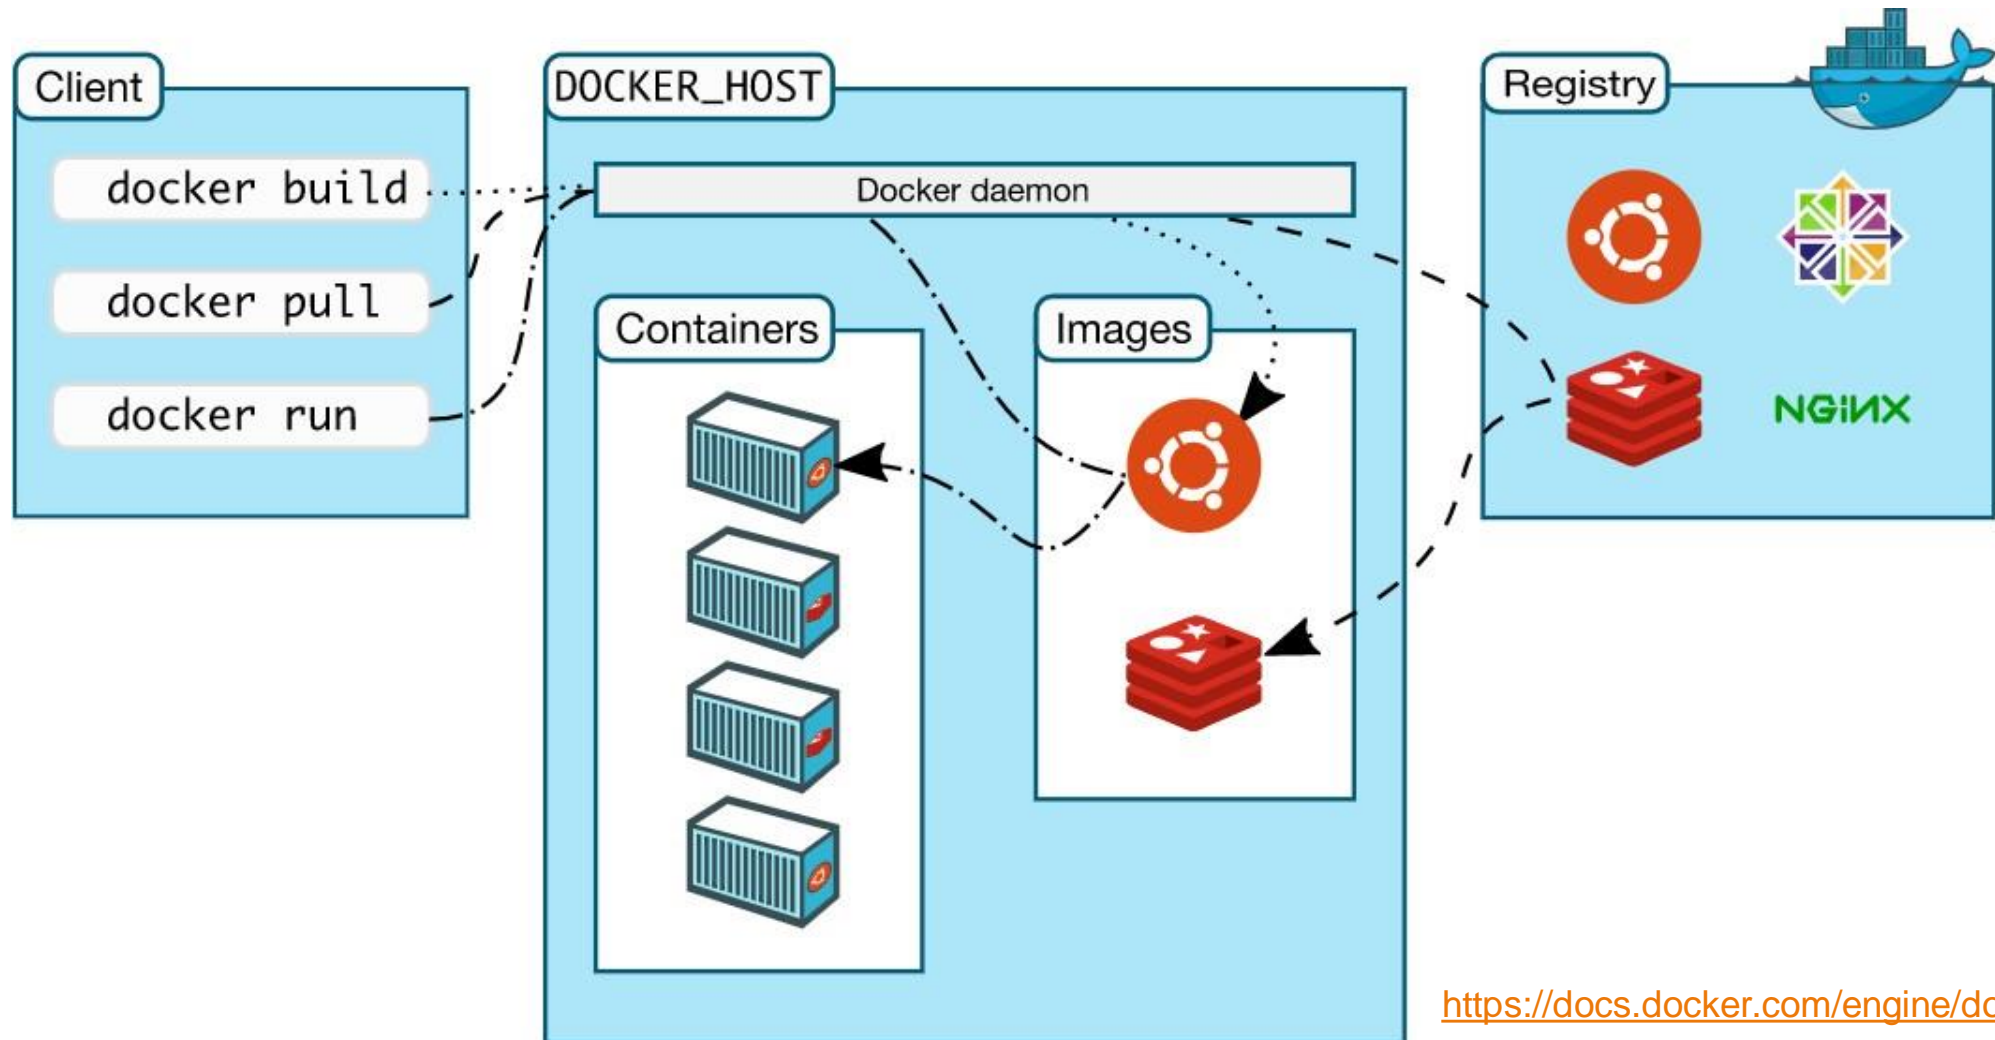 Client
docker build
docker pull
docker run
DOCKER_HOST
Docker daemon
Containers
Images
Registry
NGiNX
https://docs.docker.com/engine/do